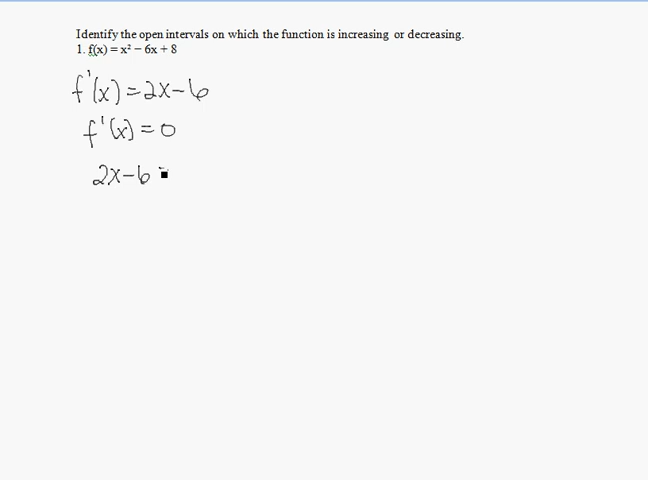 Identify the open intervals on which the function is increasing or decreasing.
1. f(x) = x² – 6x + 8
f'(x) = 2x – 6
f'(x) = 0
2x – 6